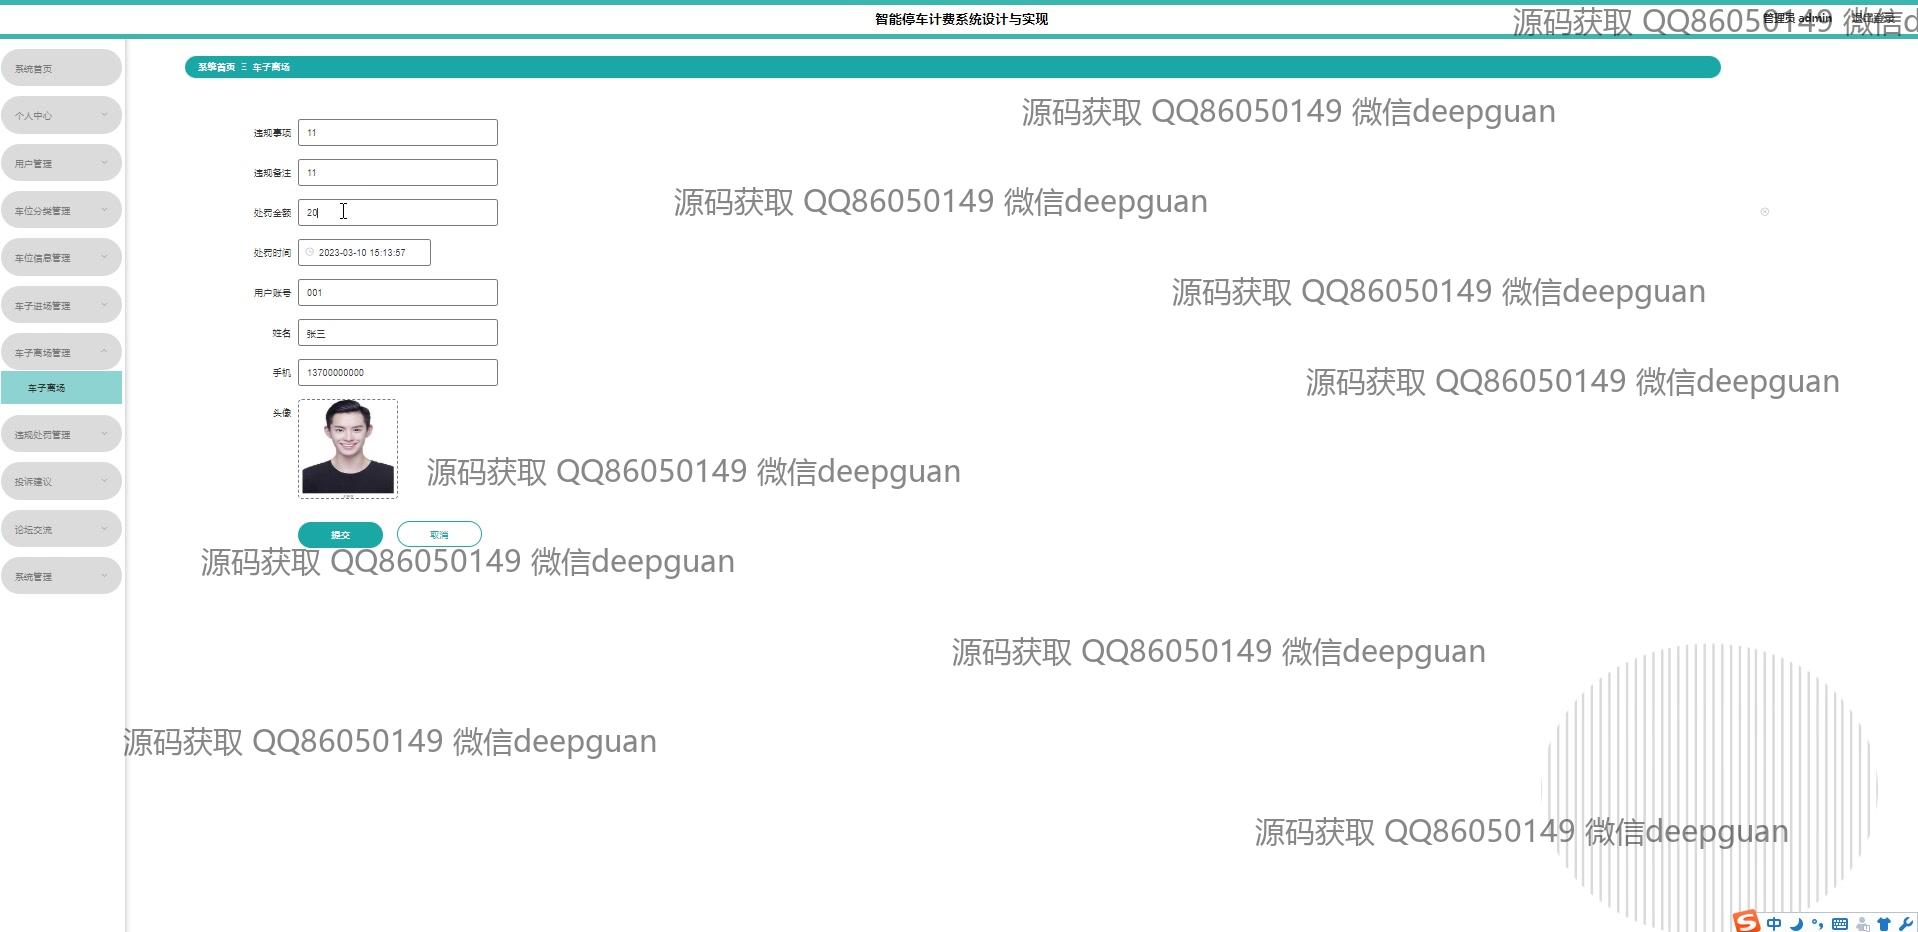 智能停车计费系统设计与实现
管理员 admin 退出登录
源码获取 QQ86050149 微信d
系统首页
个人中心
用户管理
车位分类管理
车位信息管理
车子进场管理
车子离场管理
车子离场
违规处罚管理
投诉建议
论坛交流
系统管理
系统首页 Ξ 车子离场
源码获取 QQ86050149 微信deepguan
违规事项 11
违规备注 11
源码获取 QQ86050149 微信deepguan
处罚金额 20
处罚时间 2023-03-10 15:13:57
用户账号 001
源码获取 QQ86050149 微信deepguan
姓名 张三
手机 13700000000
源码获取 QQ86050149 微信deepguan
头像
源码获取 QQ86050149 微信deepguan
提交 取消
源码获取 QQ86050149 微信deepguan
源码获取 QQ86050149 微信deepguan
源码获取 QQ86050149 微信deepguan
源码获取 QQ86050149 微信deepguan
S 中